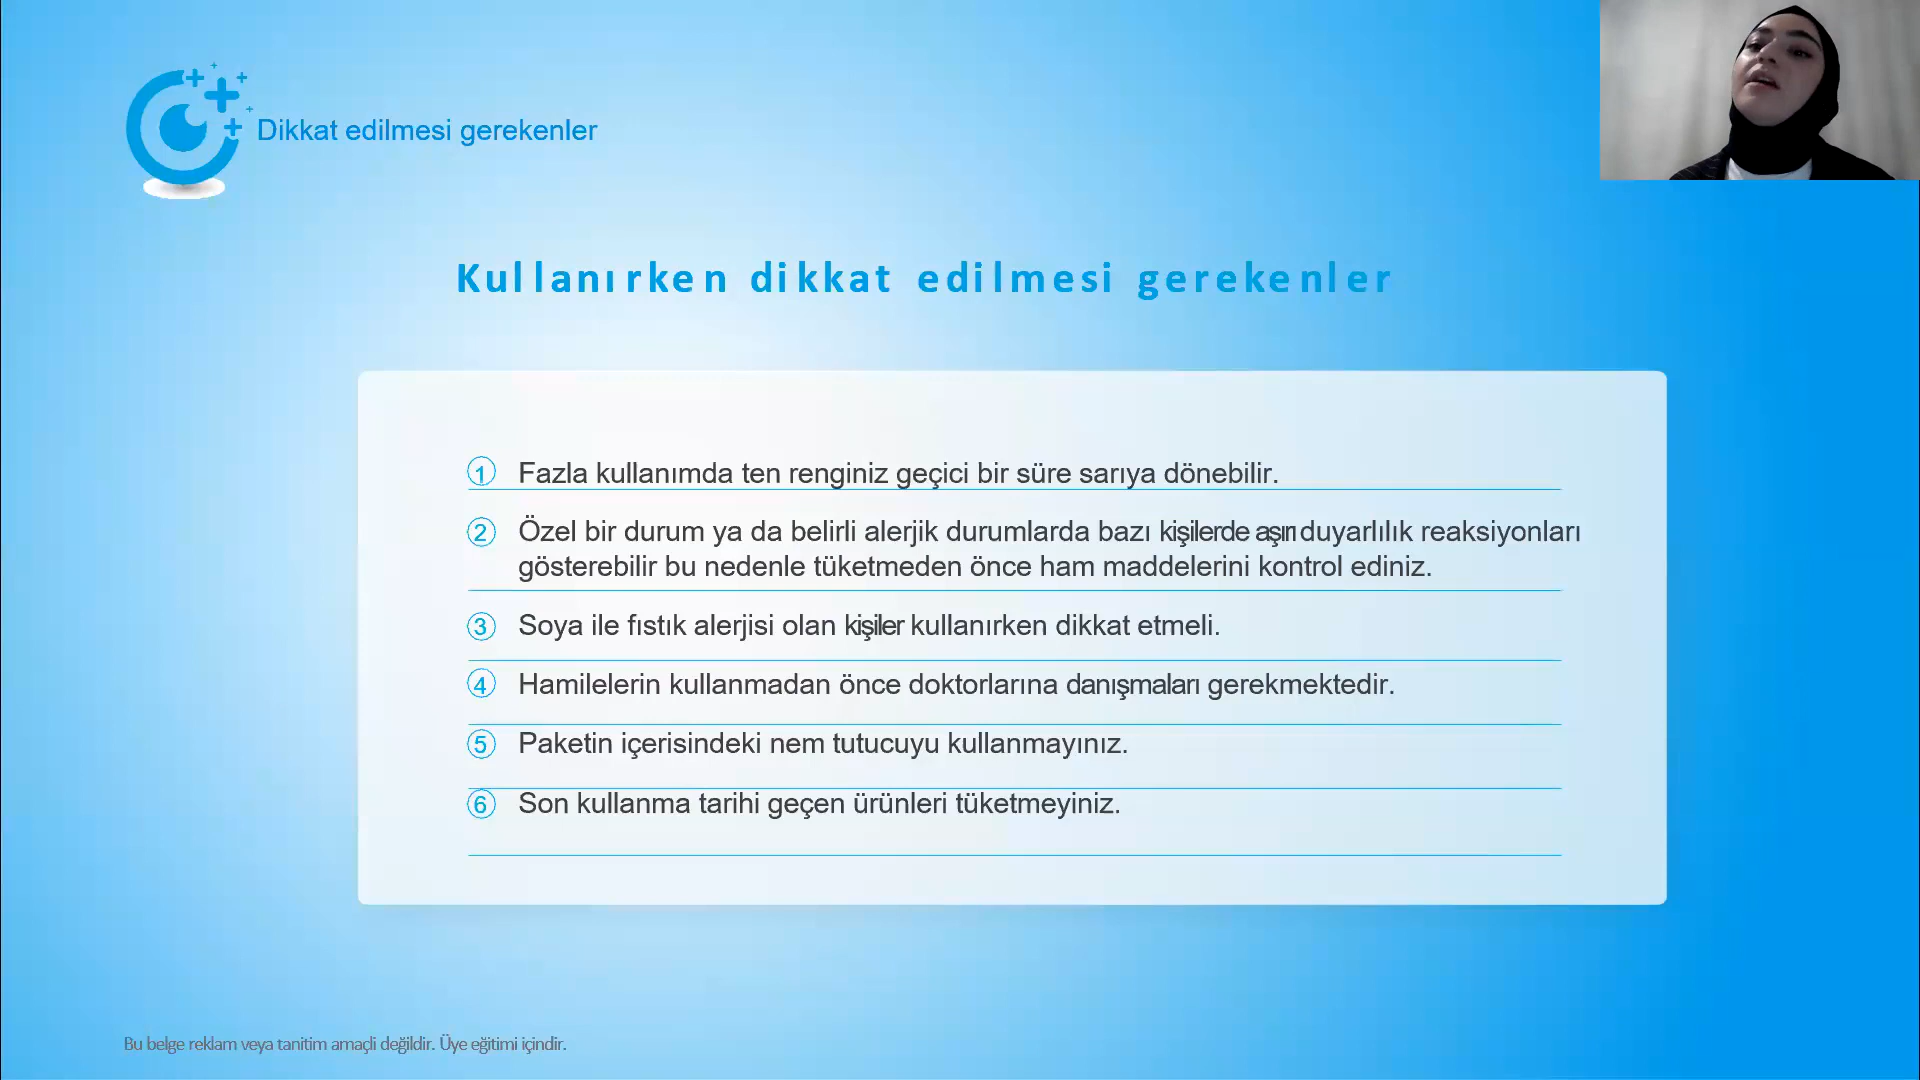 Dikkat edilmesi gerekenler
Kullanırken dikkat edilmesi gerekenler
1 Fazla kullanımda ten renginiz geçici bir süre sarıya dönebilir.
2 Özel bir durum ya da belirli alerjik durumlarda bazı kişilerde aşırı duyarlılık reaksiyonları
gösterebilir bu nedenle tüketmeden önce ham maddelerini kontrol ediniz.
3 Soya ile fıstık alerjisi olan kişiler kullanırken dikkat etmeli.
4 Hamilelerin kullanmadan önce doktorlarına danışmaları gerekmektedir.
5 Paketin içerisindeki nem tutucuyu kullanmayınız.
6 Son kullanma tarihi geçen ürünleri tüketmeyiniz.
Bu belge reklam veya tanitim amaçli değildir. Üye eğitimi içindir.